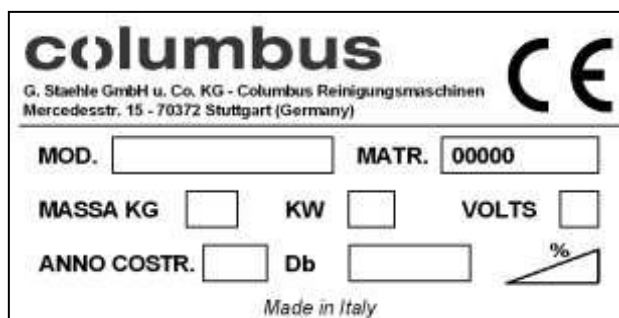 columbus
CE
G. Staehle GmbH u. Co. KG - Columbus Reinigungsmaschinen
Mercedesstr. 15 - 70372 Stuttgart (Germany)
MOD. MATR. 00000
MASSA KG KW VOLTS
ANNO COSTR. Db %
Made in Italy